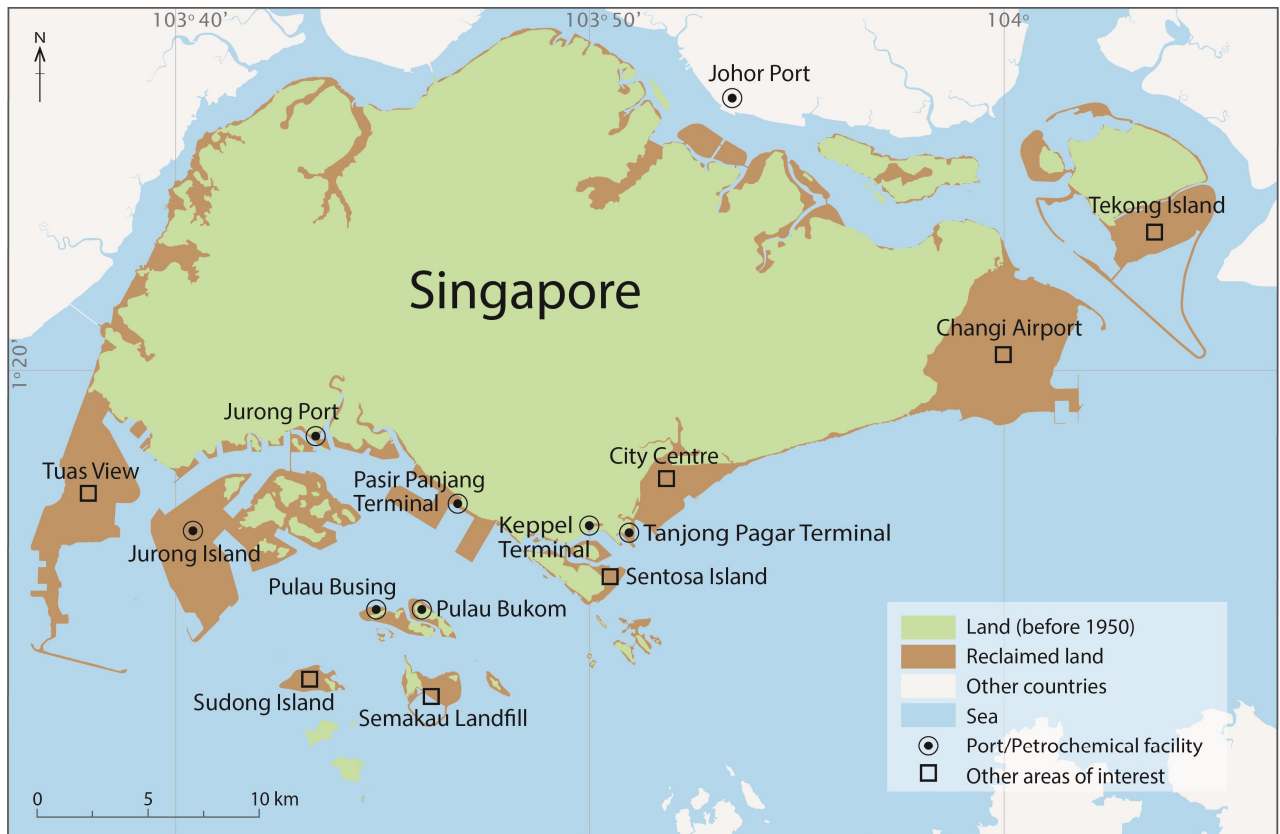 103°40’
103°50’
104°
N
Johor Port
Tekong Island
Singapore
Changi Airport
1°20’
Jurong Port
City Centre
Tuas View
Pasir Panjang
Terminal
Keppel
Terminal
Tanjong Pagar Terminal
Jurong Island
Sentosa Island
Pulau Busing
Pulau Bukom
Sudong Island
Semakau Landfill
Land (before 1950)
Reclaimed land
Other countries
Sea
Port/Petrochemical facility
Other areas of interest
0 5 10 km